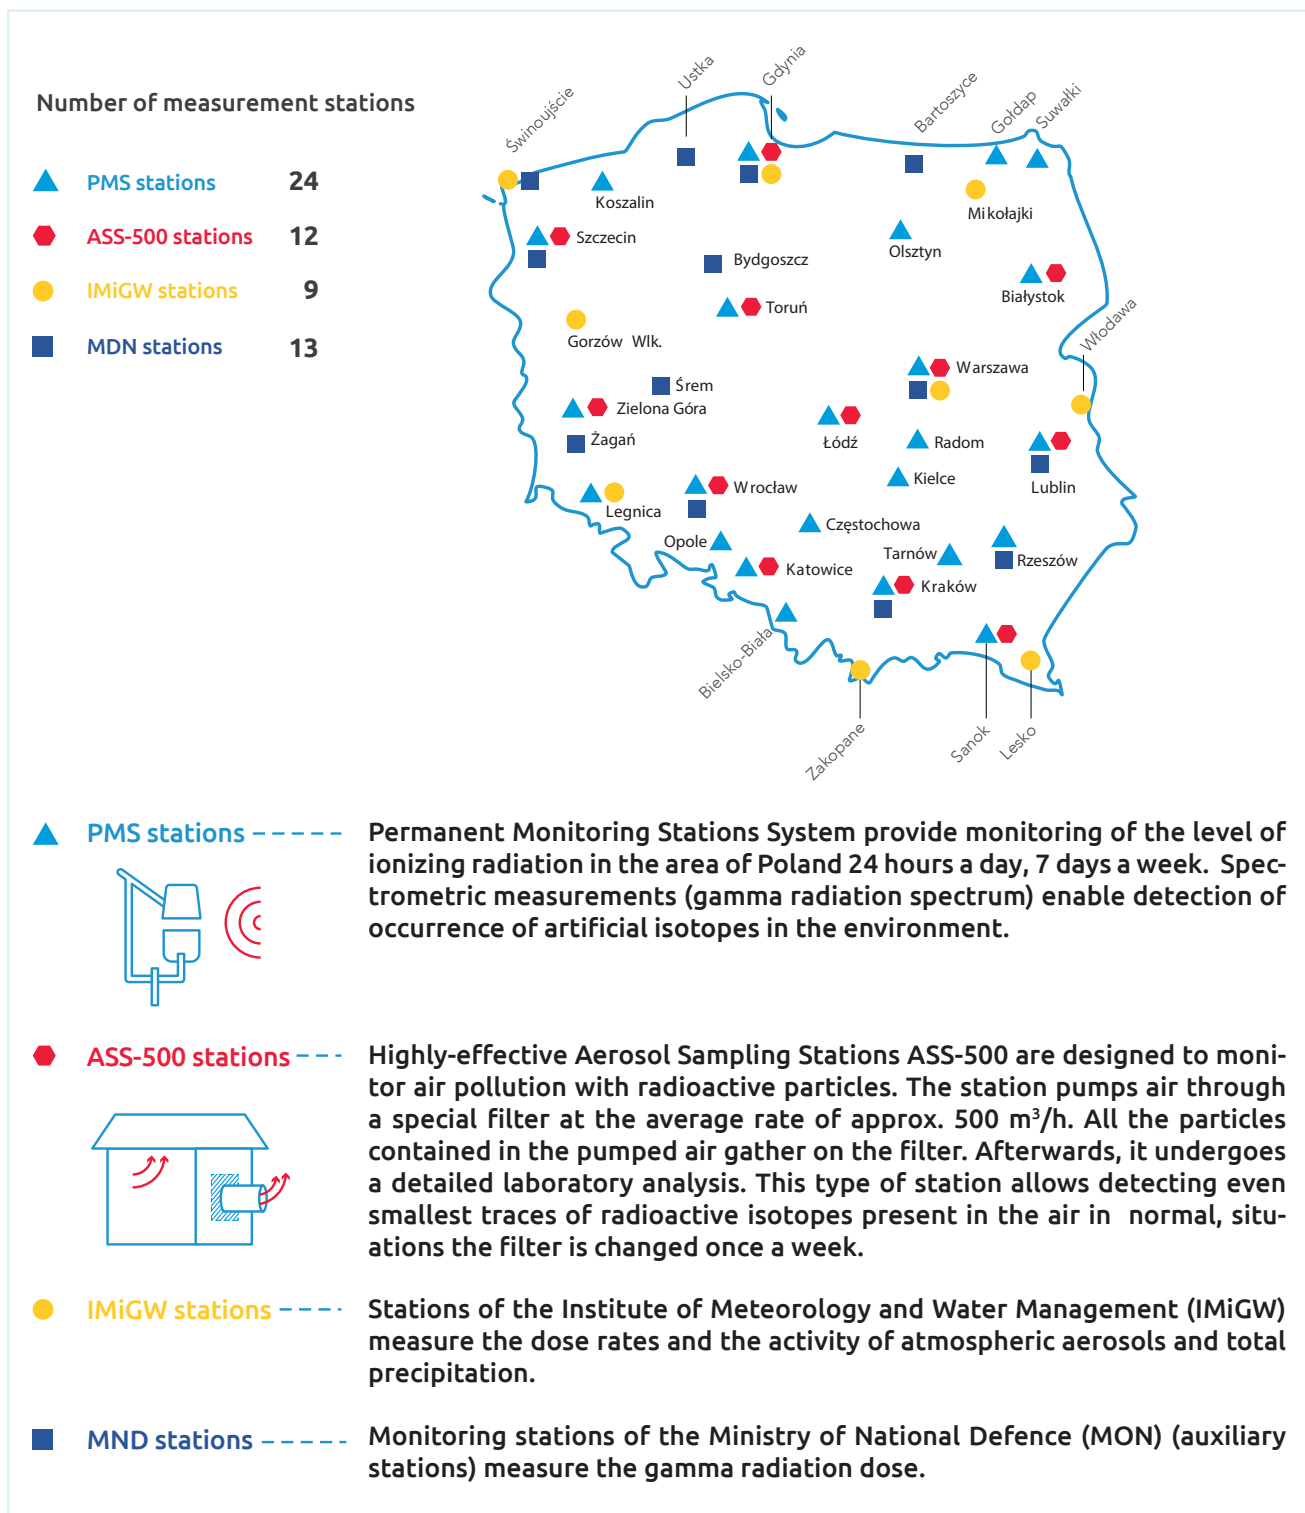 Number of measurement stations
PMS stations 24
ASS-500 stations 12
IMiGW stations 9
MDN stations 13
Świnoujście
Ustka
Gdynia
Bartoszyce
Gołdap
Suwałki
Koszalin
Mikołajki
Szczecin
Olsztyn
Bydgoszcz
Białystok
Toruń
Włodawa
Gorzów Wlk.
Warszawa
Śrem
Zielona Góra
Łódź
Radom
Żagań
Kielce
Lublin
Wrocław
Legnica
Częstochowa
Opole
Tarnów
Rzeszów
Katowice
Kraków
Bielsko-Biała
Zakopane
Sanok
Lesko
PMS stations
Permanent Monitoring Stations System provide monitoring of the level of
ionizing radiation in the area of Poland 24 hours a day, 7 days a week. Spec-
trometric measurements (gamma radiation spectrum) enable detection of
occurrence of artificial isotopes in the environment.
ASS-500 stations
Highly-effective Aerosol Sampling Stations ASS-500 are designed to moni-
tor air pollution with radioactive particles. The station pumps air through
a special filter at the average rate of approx. 500 m³/h. All the particles
contained in the pumped air gather on the filter. Afterwards, it undergoes
a detailed laboratory analysis. This type of station allows detecting even
smallest traces of radioactive isotopes present in the air in normal, situ-
ations the filter is changed once a week.
IMiGW stations
Stations of the Institute of Meteorology and Water Management (IMiGW)
measure the dose rates and the activity of atmospheric aerosols and total
precipitation.
MND stations
Monitoring stations of the Ministry of National Defence (MON) (auxiliary
stations) measure the gamma radiation dose.